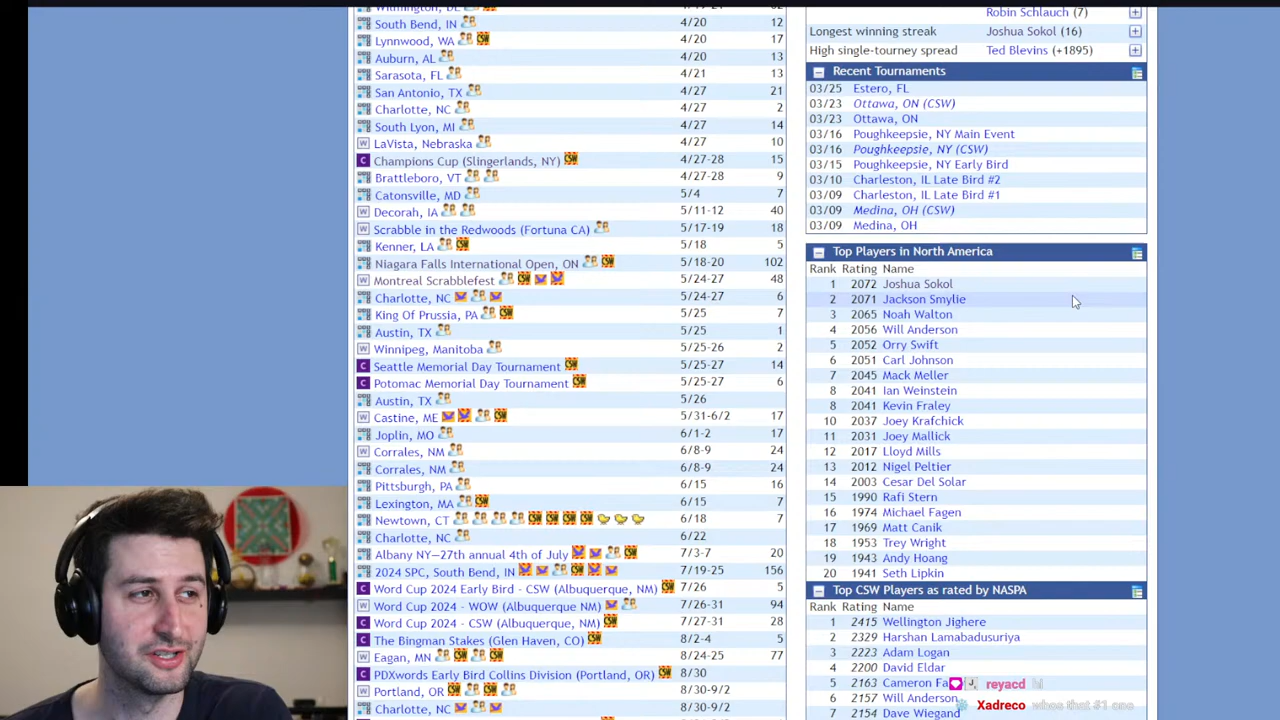 Wilmington, DE
South Bend, IN 4/20 12
Lynnwood, WA 4/20 17
Auburn, AL 4/20 13
Sarasota, FL 4/21 13
San Antonio, TX 4/27 21
Charlotte, NC 4/27 2
South Lyon, MI 4/27 14
LaVista, Nebraska 4/27 10
Champions Cup (Slingerlands, NY) 4/27-28 15
Brattleboro, VT 4/27-28 9
Catonsville, MD 5/4 7
Decorah, IA 5/11-12 40
Scrabble in the Redwoods (Fortuna CA) 5/17-19 18
Kenner, LA 5/18 5
Niagara Falls International Open, ON 5/18-20 102
Montreal Scrabblefest 5/24-27 48
Charlotte, NC 5/24-27 6
King Of Prussia, PA 5/25 7
Austin, TX 5/25 1
Winnipeg, Manitoba 5/25-26 2
Seattle Memorial Day Tournament 5/25-27 14
Potomac Memorial Day Tournament 5/25-27 6
Austin, TX 5/26
Castine, ME 5/31-6/2 17
Joplin, MO 6/1-2 17
Corrales, NM 6/8-9 24
Corrales, NM 6/8-9 24
Pittsburgh, PA 6/15 16
Lexington, MA 6/15 7
Newtown, CT 6/18 7
Charlotte, NC 6/22
Albany NY—27th annual 4th of July 7/3-7 20
2024 SPC, South Bend, IN 7/19-25 156
Word Cup 2024 Early Bird - CSW (Albuquerque, NM) 7/26 5
Word Cup 2024 - WOW (Albuquerque NM) 7/26-31 94
Word Cup 2024 - CSW (Albuquerque, NM) 7/27-31 28
The Bingman Stakes (Glen Haven, CO) 8/2-4 5
Eagan, MN 8/24-25 77
PDXwords Early Bird Collins Division (Portland, OR) 8/30
Portland, OR 8/30-9/2
Charlotte, NC 8/30-9/2
Robin Schlauch (7)
Longest winning streak Joshua Sokol (16)
High single-tourney spread Ted Blevins (+1895)
Recent Tournaments
03/25 Estero, FL
03/23 Ottawa, ON (CSW)
03/23 Ottawa, ON
03/16 Poughkeepsie, NY Main Event
03/16 Poughkeepsie, NY (CSW)
03/15 Poughkeepsie, NY Early Bird
03/10 Charleston, IL Late Bird #2
03/09 Charleston, IL Late Bird #1
03/09 Medina, OH (CSW)
03/09 Medina, OH
Top Players in North America
Rank Rating Name
1 2072 Joshua Sokol
2 2071 Jackson Smylie
3 2065 Noah Walton
4 2056 Will Anderson
5 2052 Orry Swift
6 2051 Carl Johnson
7 2045 Mack Meller
8 2041 Ian Weinstein
8 2041 Kevin Fraley
10 2037 Joey Krafchick
11 2031 Joey Mallick
12 2017 Lloyd Mills
13 2012 Nigel Peltier
14 2003 Cesar Del Solar
15 1990 Rafi Stern
16 1974 Michael Fagen
17 1969 Matt Canik
18 1953 Trey Wright
19 1943 Andy Hoang
20 1941 Seth Lipkin
Top CSW Players as rated by NASPA
Rank Rating Name
1 2415 Wellington Jighere
2 2329 Harshan Lamabadusuriya
3 2223 Adam Logan
4 2200 David Eldar
5 2163 Cameron Fa
reyacd
6 2157 Will Anderson
Xadreco whos that #1 one
7 2154 Dave Wiegand